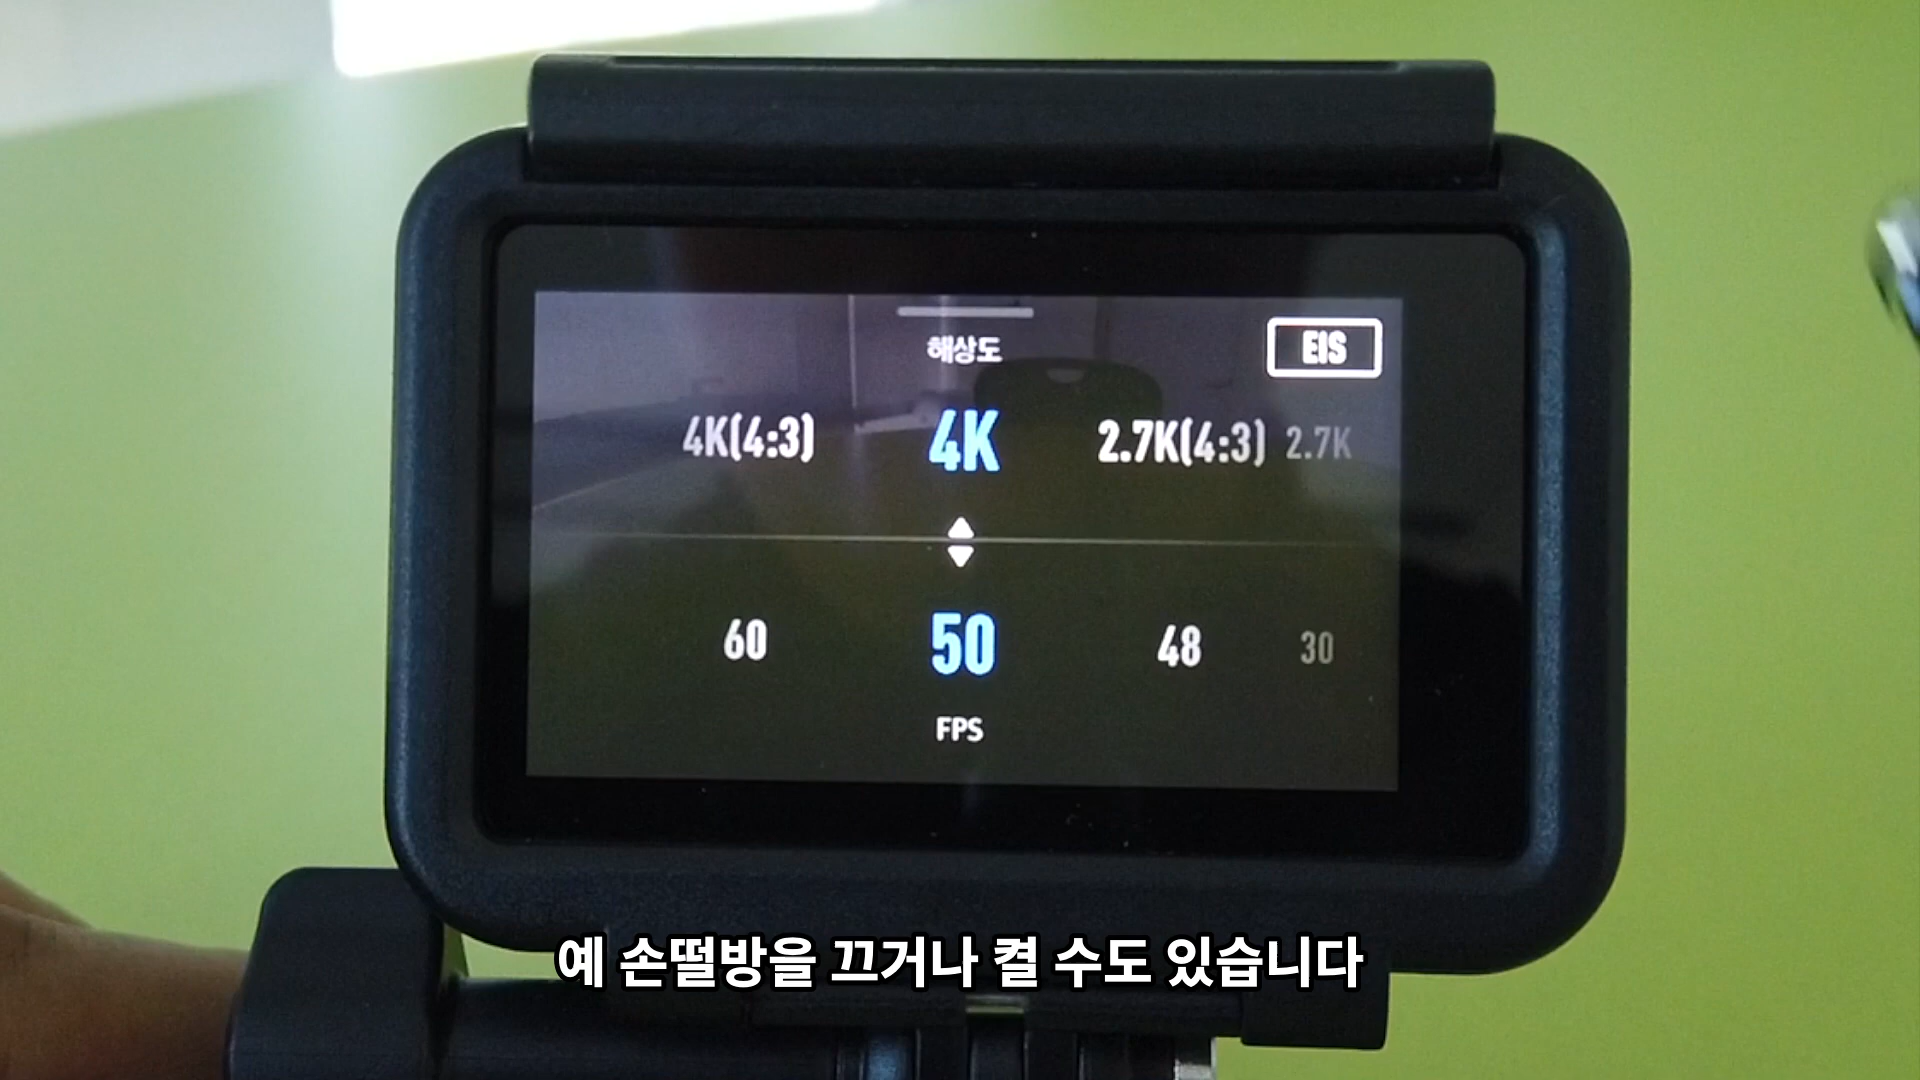 해상도
EIS
4K(4:3) 4K 2.7K(4:3) 2.7K
60 50 48 30
FPS
예 손떨방을 끄거나 켤 수도 있습니다